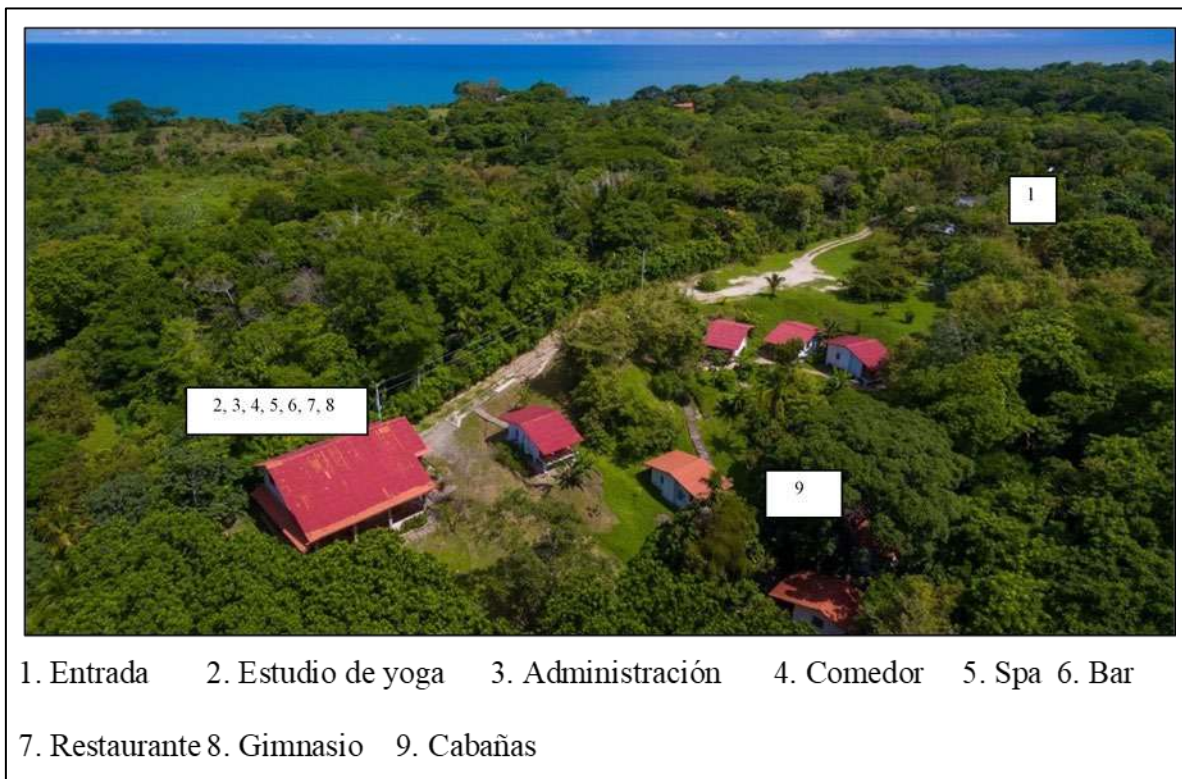 1
2, 3, 4, 5, 6, 7, 8
9
1. Entrada 2. Estudio de yoga 3. Administración 4. Comedor 5. Spa 6. Bar
7. Restaurante 8. Gimnasio 9. Cabañas